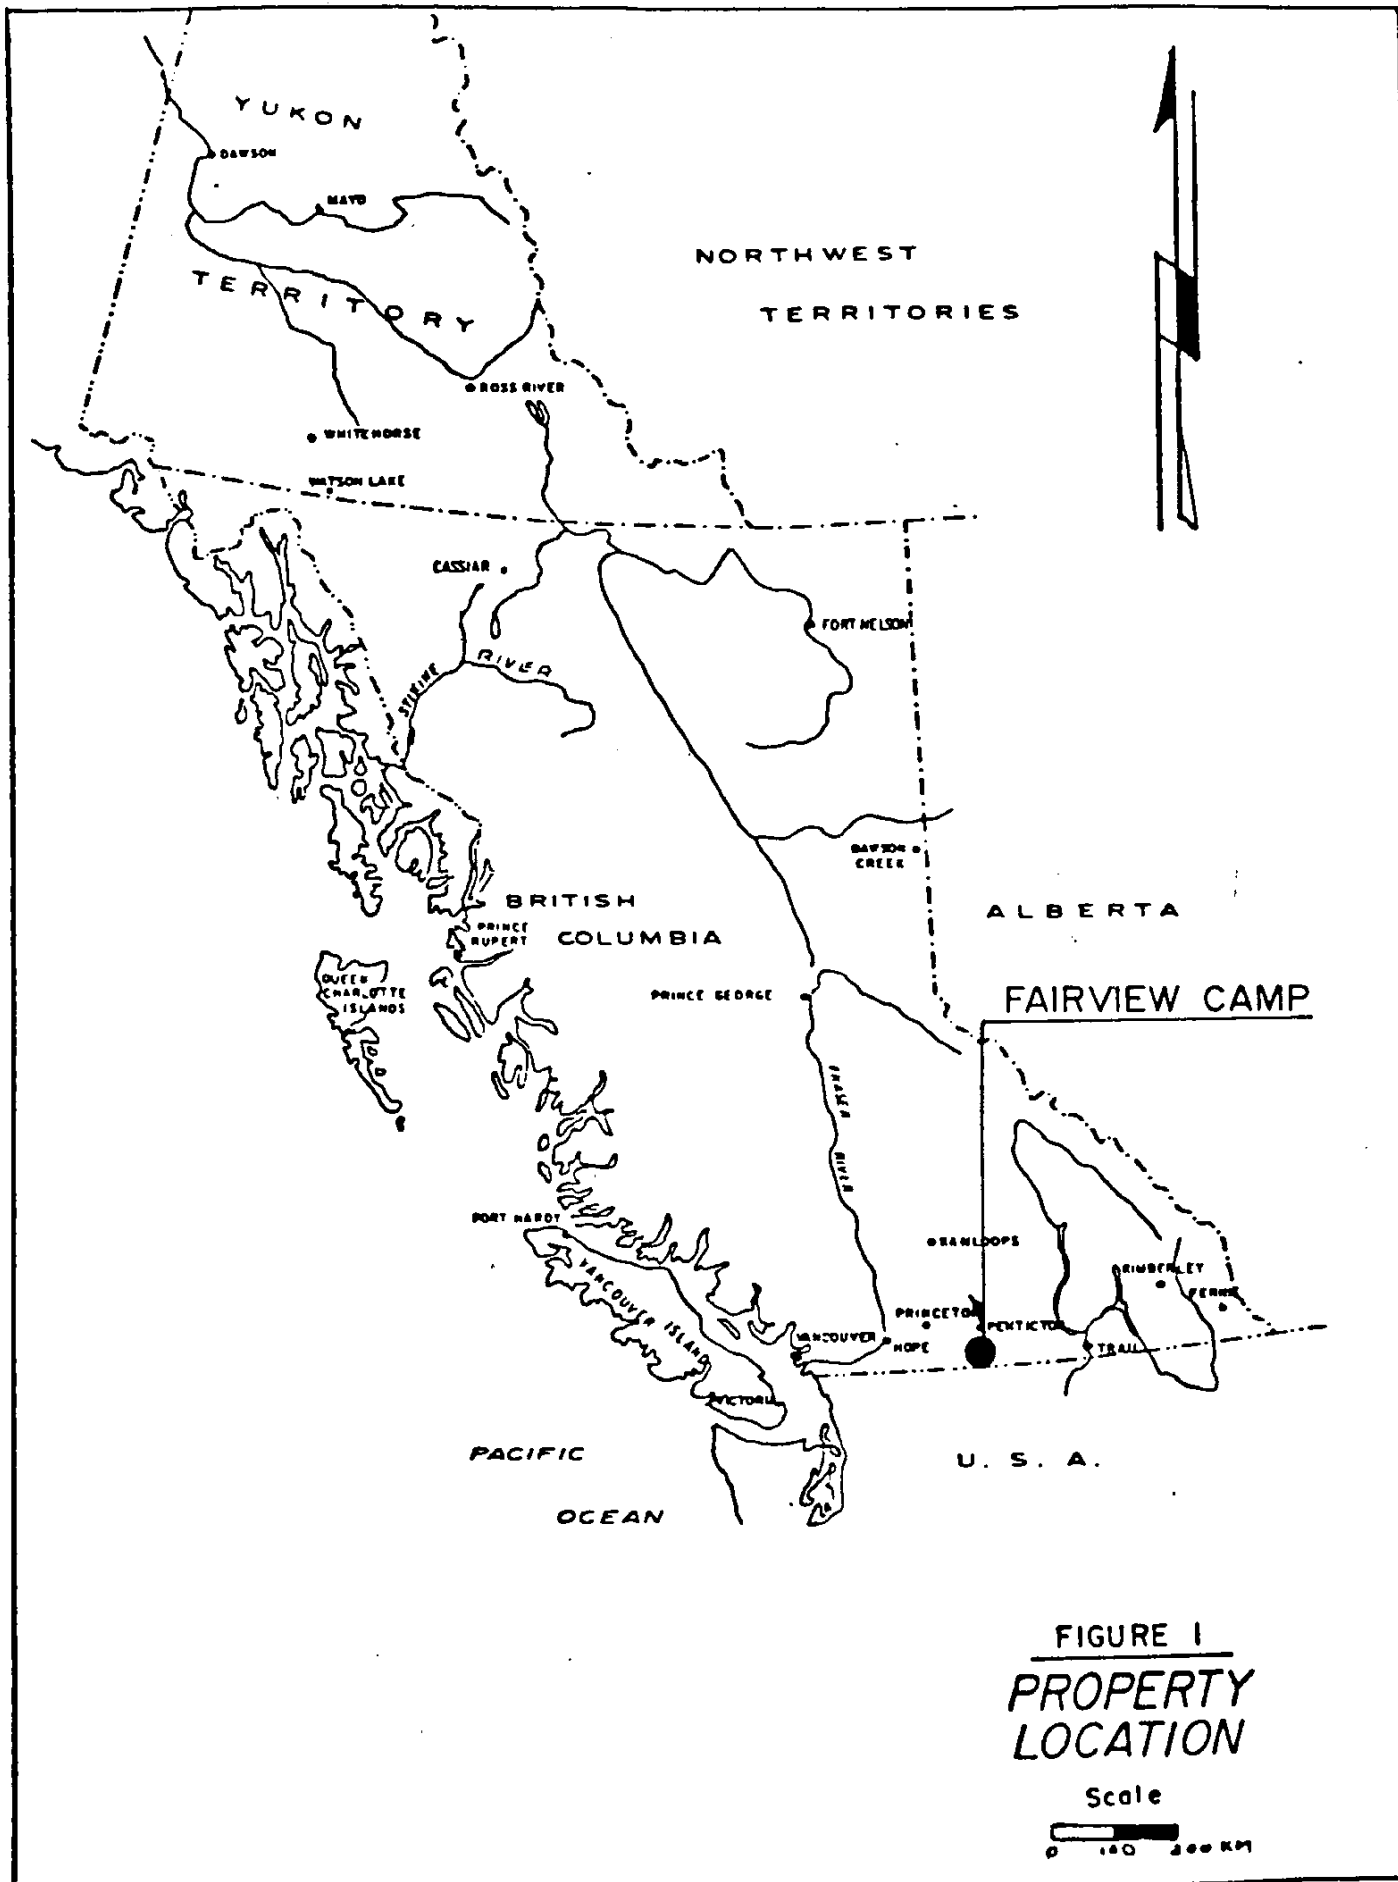 YUKON
DAWSON
MAYO
NORTHWEST
TERRITORY
TERRITORIES
ROSS RIVER
WHITEHORSE
WATSON LAKE
CASSIAR
FORT NELSON
STIKINE RIVER
DAWSON
CREEK
BRITISH
COLUMBIA
ALBERTA
PRINCE
RUPERT
QUEEN
CHARLOTTE
ISLANDS
PRINCE GEORGE
FAIRVIEW CAMP
FRASER RIVER
PORT HARDY
KAMLOOPS
VANCOUVER ISLAND
KIMBERLEY
FERNIE
PRINCETON
PENTICTON
VANCOUVER
HOPE
TRAIL
VICTORIA
PACIFIC
OCEAN
U. S. A.
FIGURE 1
PROPERTY
LOCATION
Scale
0 100 200 KM